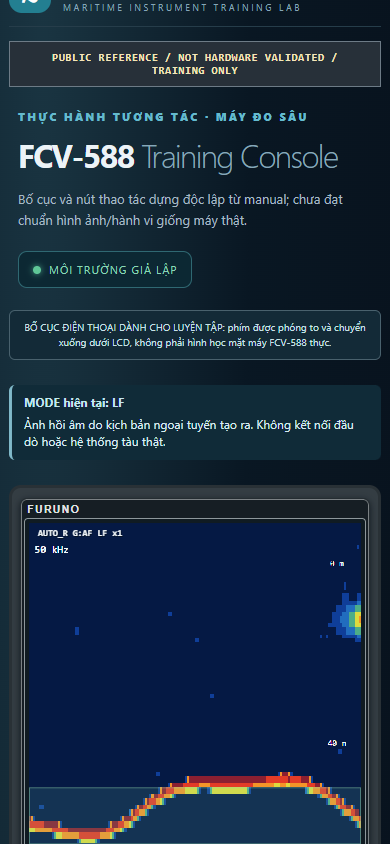 MARITIME INSTRUMENT TRAINING LAB
PUBLIC REFERENCE / NOT HARDWARE VALIDATED /
TRAINING ONLY
THỰC HÀNH TƯƠNG TÁC · MÁY ĐO SÂU
FCV-588 Training Console
Bố cục và nút thao tác dựng độc lập từ manual; chưa đạt
chuẩn hình ảnh/hành vi giống máy thật.
MÔI TRƯỜNG GIẢ LẬP
BỐ CỤC ĐIỆN THOẠI DÀNH CHO LUYỆN TẬP: phím được phóng to và chuyển
xuống dưới LCD, không phải hình học mặt máy FCV-588 thực.
MODE hiện tại: LF
Ảnh hồi âm do kịch bản ngoại tuyến tạo ra. Không kết nối đầu
dò hoặc hệ thống tàu thật.
FURUNO
AUTO_R G:AF LF x1
50 kHz
0 m
40 m